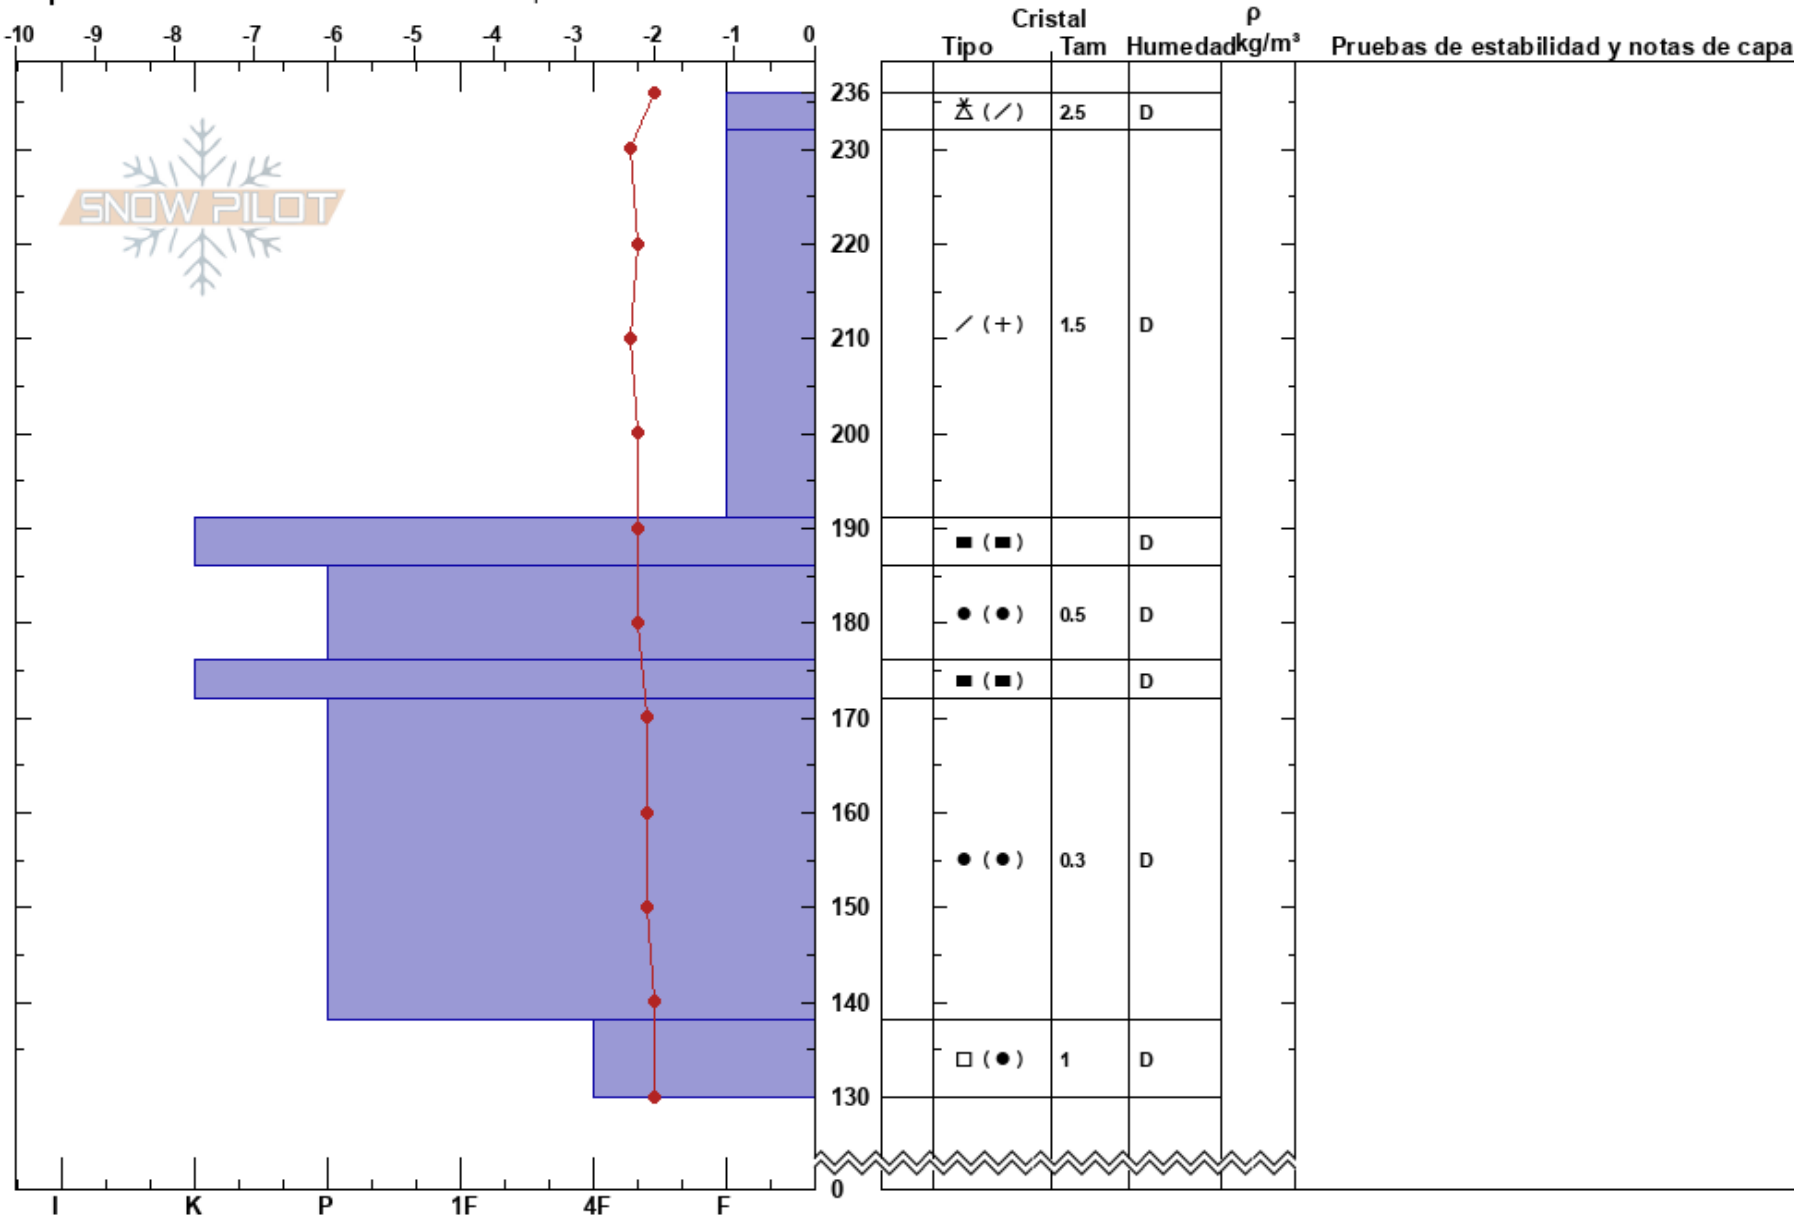 Cristal ρ
-10 -9 -8 -7 -6 -5 -4 -3 -2 -1 0 Tipo Tam Humedad kg/m³ Pruebas de estabilidad y notas de capa
236
2.5 D
230
SNOW PILOT
220
210
1.5 D
200
190
D
180
0.5 D
D
170
160
0.3 D
150
140
1 D
130
0
I K P 1F 4F F